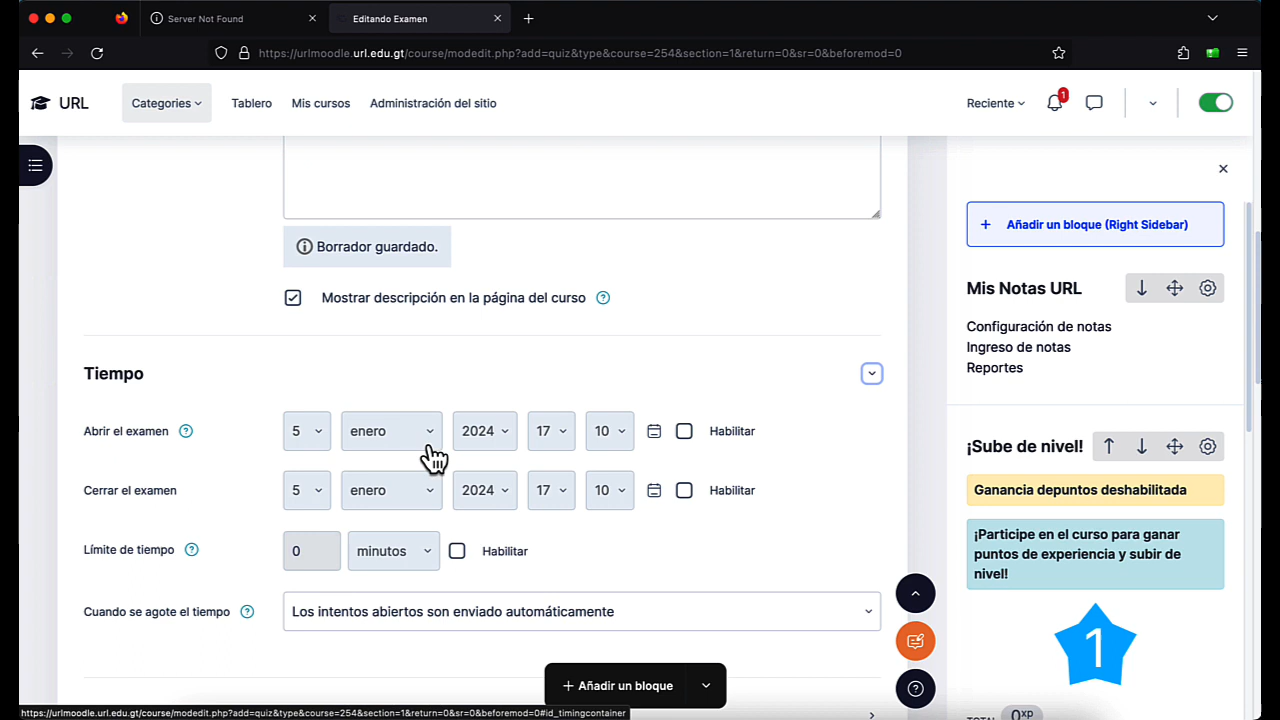 Server Not Found
Editando Examen
https://urlmoodle.url.edu.gt/course/modedit.php?add=quiz&type&course=254&section=1&return=0&sr=0&beforemod=0
URL
Categories
Tablero
Mis cursos
Administración del sitio
Reciente
1
Borrador guardado.
Mostrar descripción en la página del curso
Tiempo
Abrir el examen
5
enero
2024
17
10
Habilitar
Cerrar el examen
5
enero
2024
17
10
Habilitar
Límite de tiempo
0
minutos
Habilitar
Cuando se agote el tiempo
Los intentos abiertos son enviado automáticamente
+ Añadir un bloque
+ Añadir un bloque (Right Sidebar)
Mis Notas URL
Configuración de notas
Ingreso de notas
Reportes
¡Sube de nivel!
Ganancia depuntos deshabilitada
¡Participe en el curso para ganar
puntos de experiencia y subir de
nivel!
1
TOTAL
0xp
https://urlmoodle.url.edu.gt/course/modedit.php?add=quiz&type&course=254&section=1&return=0&sr=0&beforemod=0#id_timingcontainer